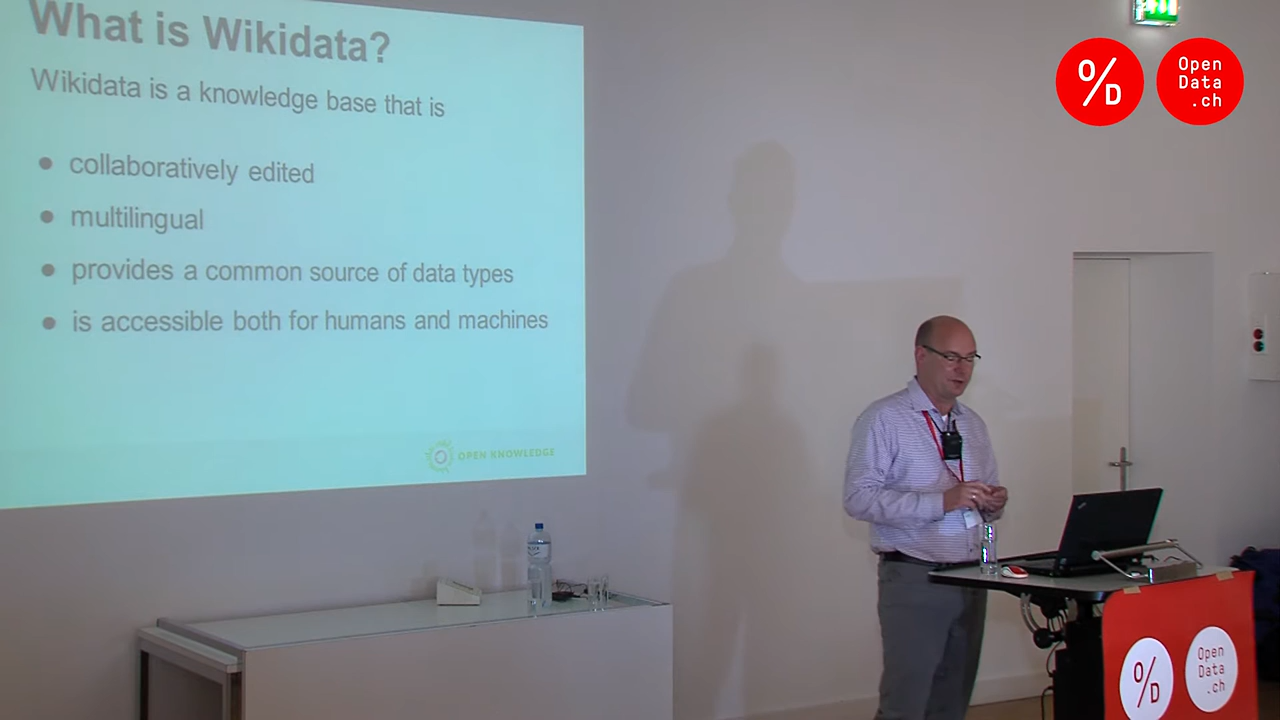 What is Wikidata?
Wikidata is a knowledge base that is
● collaboratively edited
● multilingual
● provides a common source of data types
● is accessible both for humans and machines
OPEN KNOWLEDGE
%D
Open
Data
.ch
%D
Open
Data
.ch